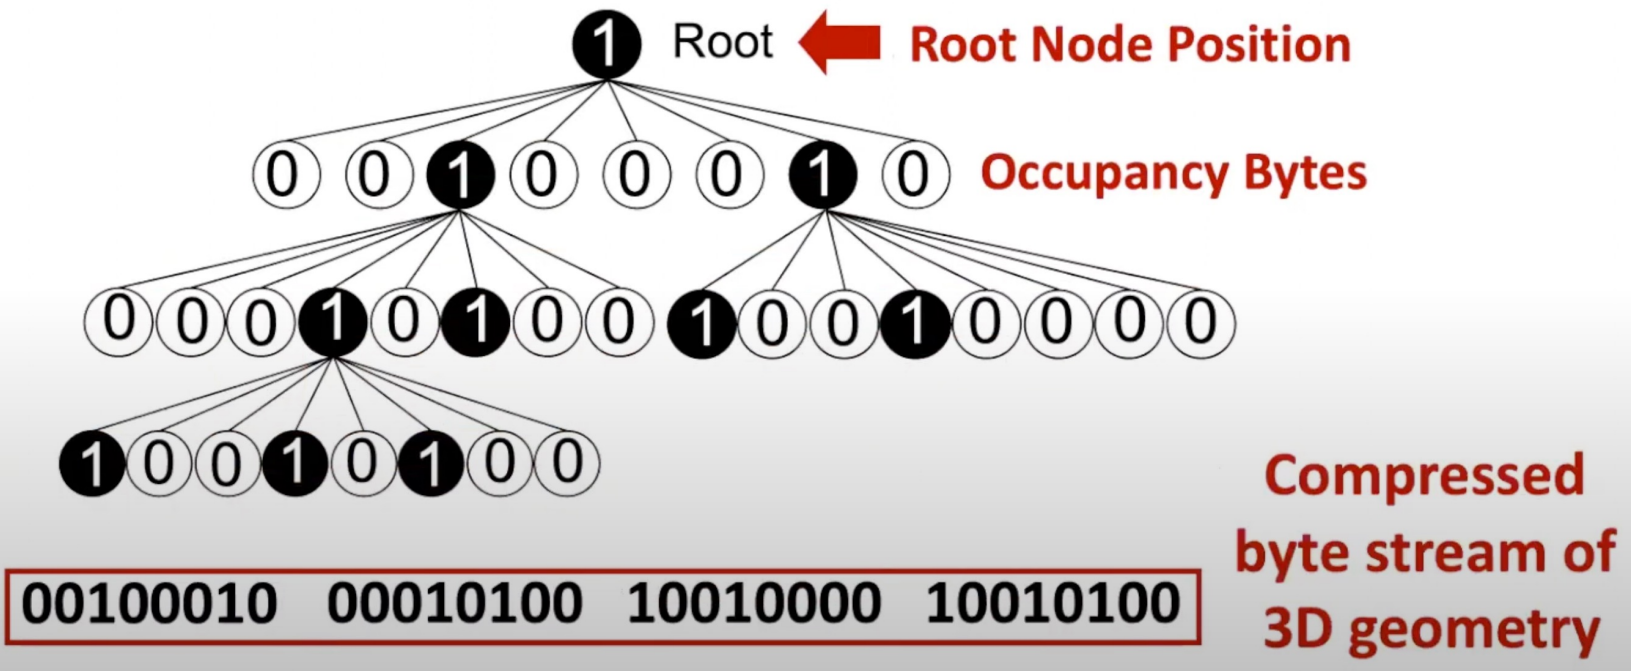 1 Root Root Node Position
0 0 1 0 0 0 1 0 Occupancy Bytes
0 0 0 1 0 1 0 0 1 0 0 1 0 0 0 0
1 0 0 1 0 1 0 0
Compressed
byte stream of
3D geometry
00100010 00010100 10010000 10010100